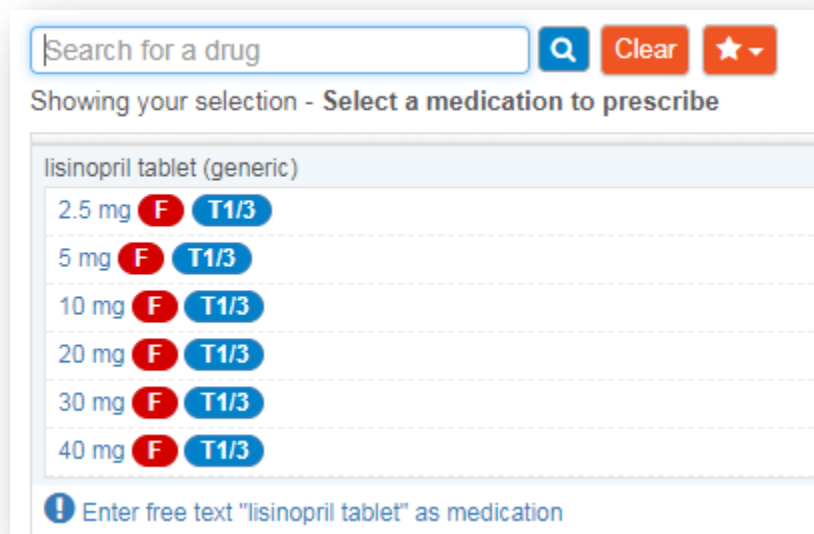 Search for a drug Clear
Showing your selection - Select a medication to prescribe
lisinopril tablet (generic)
2.5 mg F T1/3
5 mg F T1/3
10 mg F T1/3
20 mg F T1/3
30 mg F T1/3
40 mg F T1/3
Enter free text "lisinopril tablet" as medication